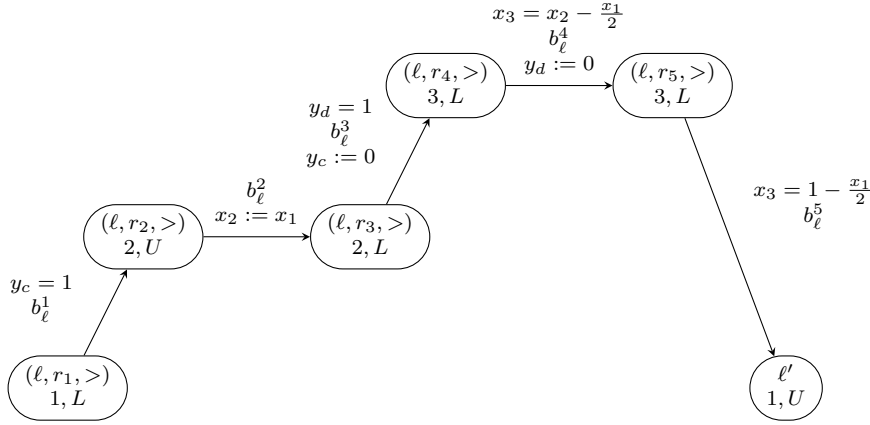 x_3 = x_2 − x_1/2
b_ℓ^4
y_d := 0
(ℓ, r_4, >)
3, L
(ℓ, r_5, >)
3, L
y_d = 1
b_ℓ^3
y_c := 0
x_3 = 1 − x_1/2
b_ℓ^5
b_ℓ^2
x_2 := x_1
(ℓ, r_2, >)
2, U
(ℓ, r_3, >)
2, L
y_c = 1
b_ℓ^1
(ℓ, r_1, >)
1, L
ℓ′
1, U